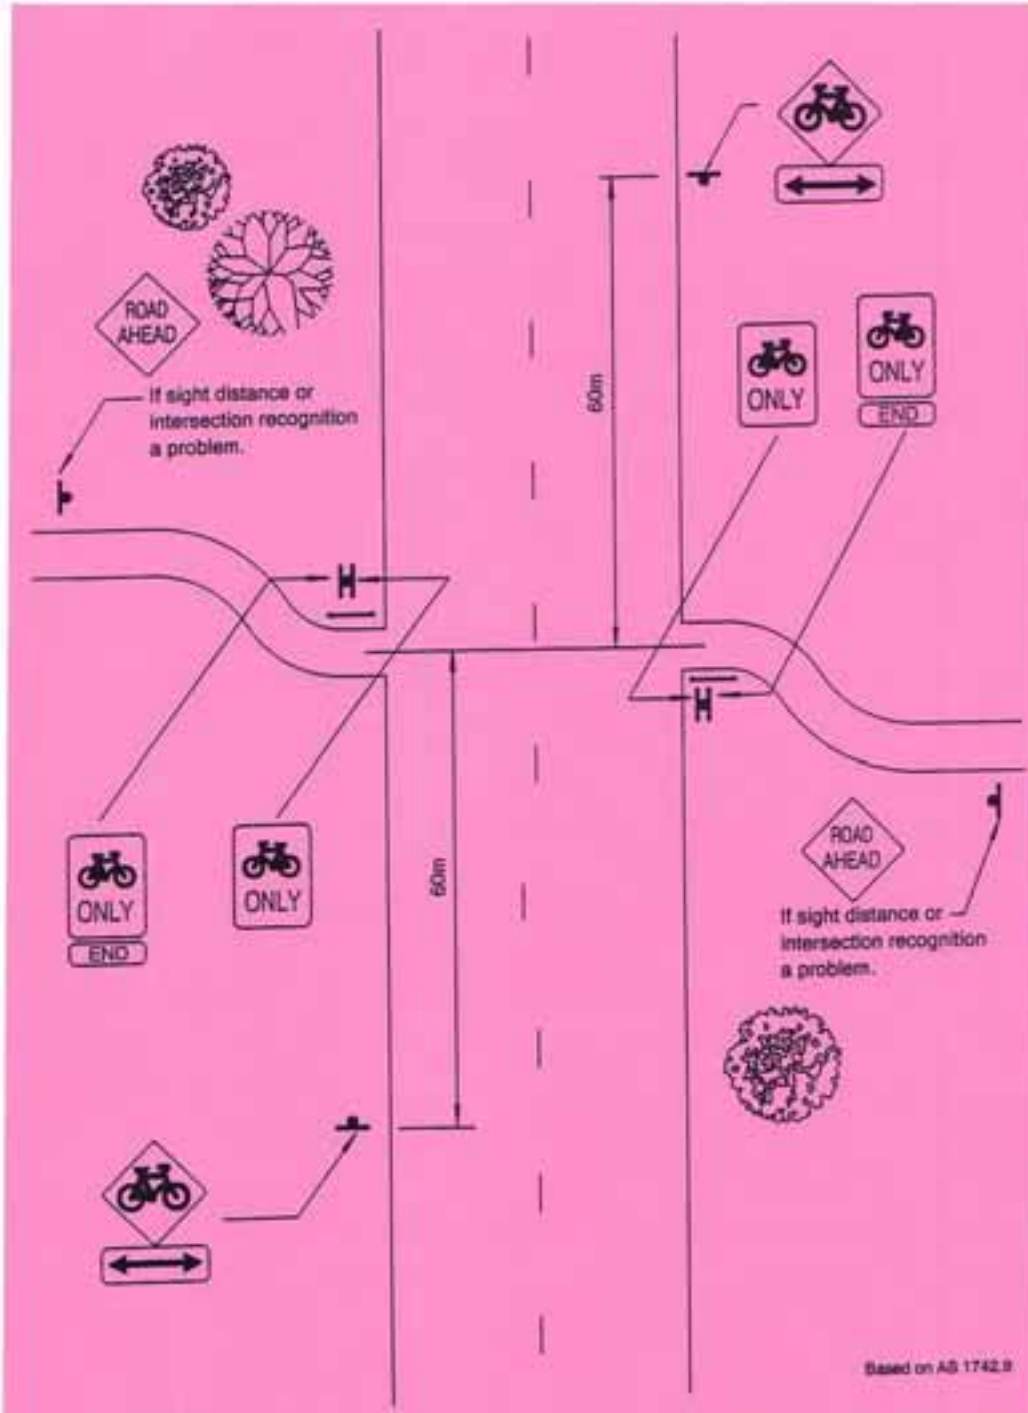 ROAD
AHEAD
If sight distance or
intersection recognition
a problem.
60m
ONLY
ONLY
END
ONLY
END
ONLY
60m
ROAD
AHEAD
If sight distance or
intersection recognition
a problem.
Based on AS 1742.9